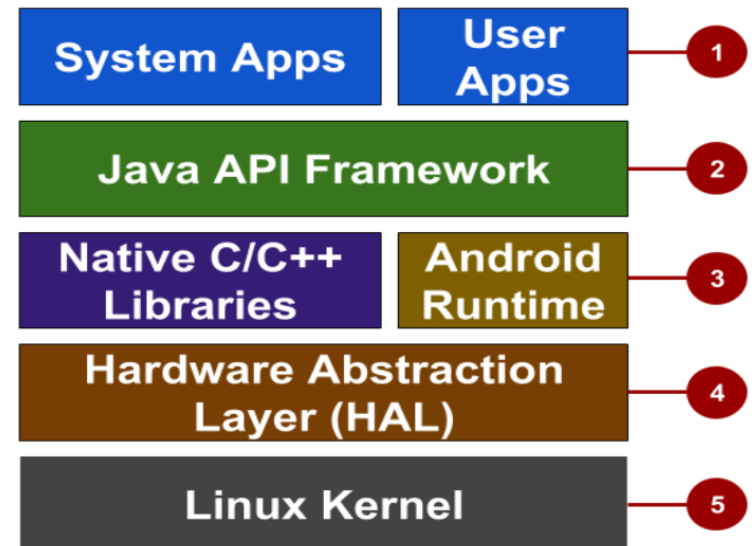 System Apps
User
Apps
1
Java API Framework
2
Native C/C++
Libraries
Android
Runtime
3
Hardware Abstraction
Layer (HAL)
4
Linux Kernel
5